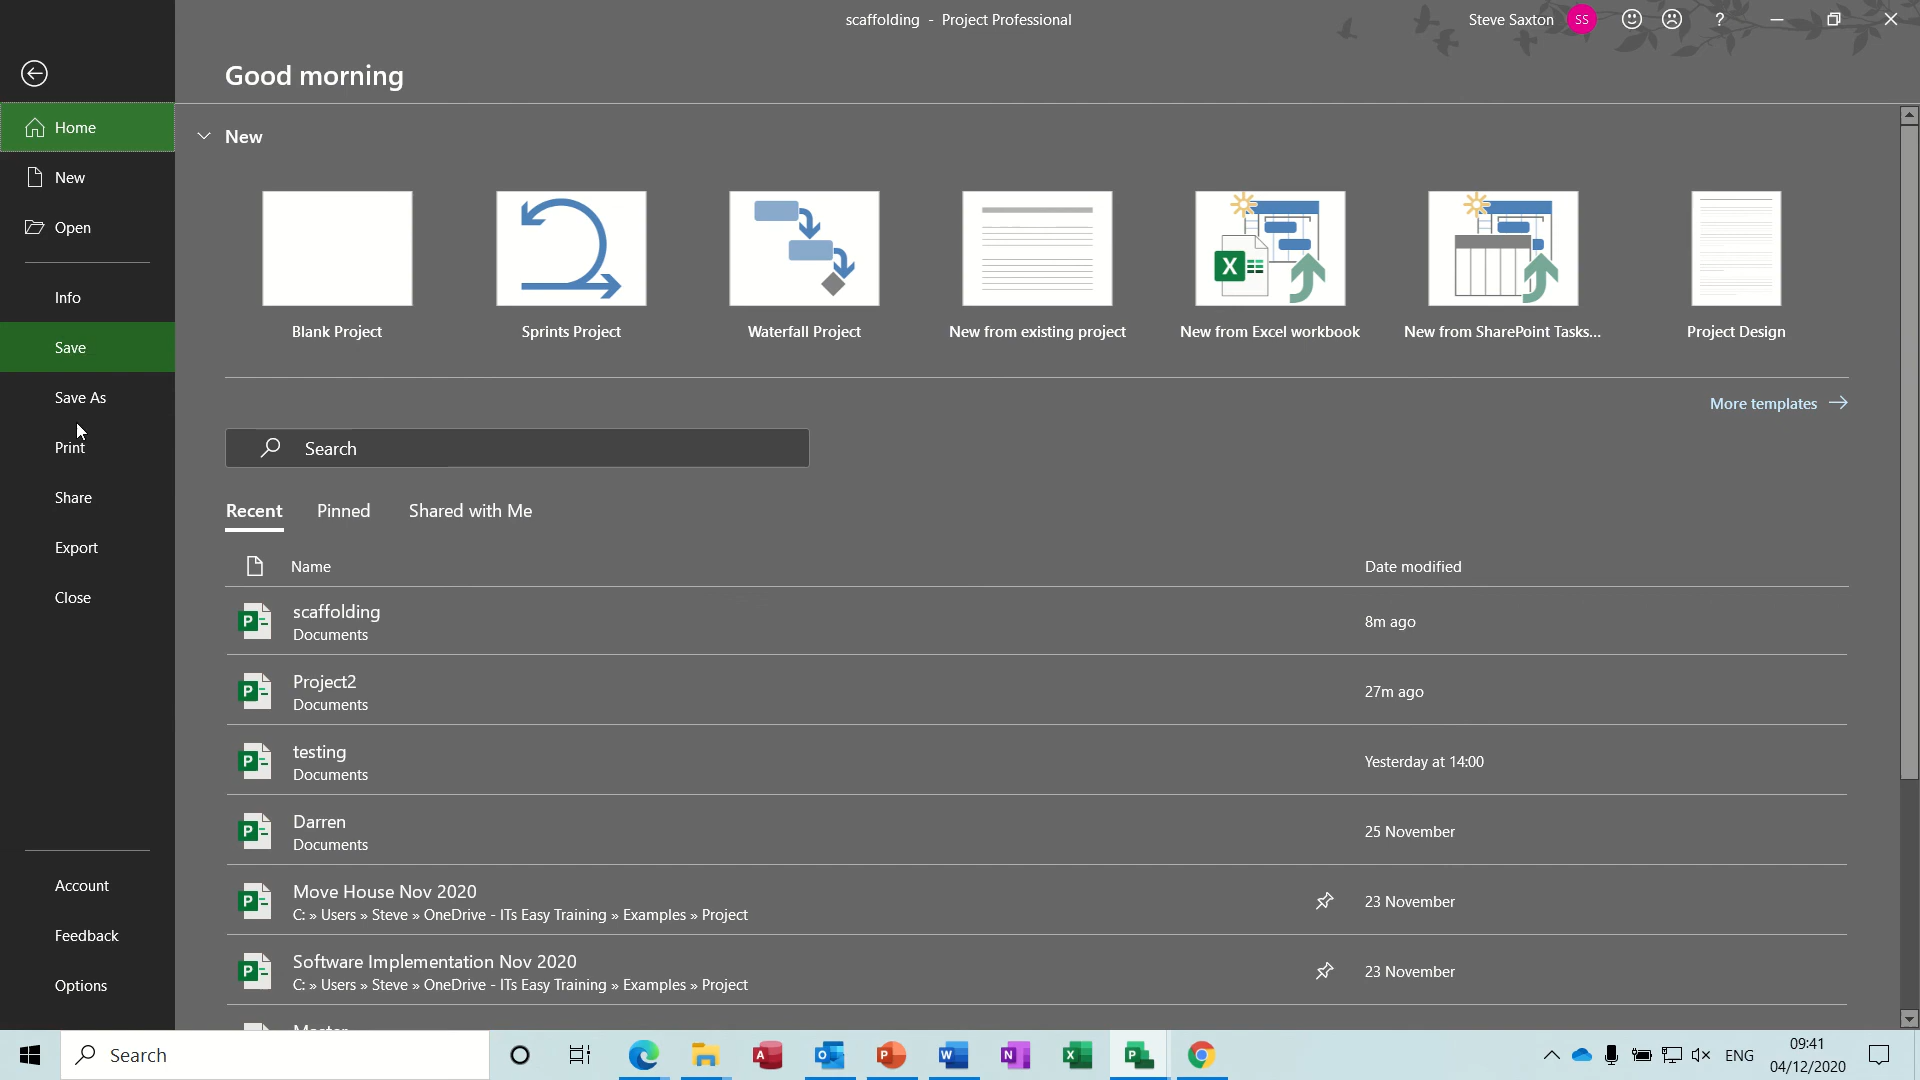 scaffolding - Project Professional
Steve Saxton SS ?
Good morning
Home
New
Open
Info
Save
Save As
Print
Share
Export
Close
Account
Feedback
Options
New
Blank Project
Sprints Project
Waterfall Project
New from existing project
New from Excel workbook
New from SharePoint Tasks...
Project Design
More templates
Search
Recent Pinned Shared with Me
Name Date modified
scaffolding
Documents
8m ago
Project2
Documents
27m ago
testing
Documents
Yesterday at 14:00
Darren
Documents
25 November
Move House Nov 2020
C: » Users » Steve » OneDrive - ITs Easy Training » Examples » Project
23 November
Software Implementation Nov 2020
C: » Users » Steve » OneDrive - ITs Easy Training » Examples » Project
23 November
Search
ENG
09:41
04/12/2020